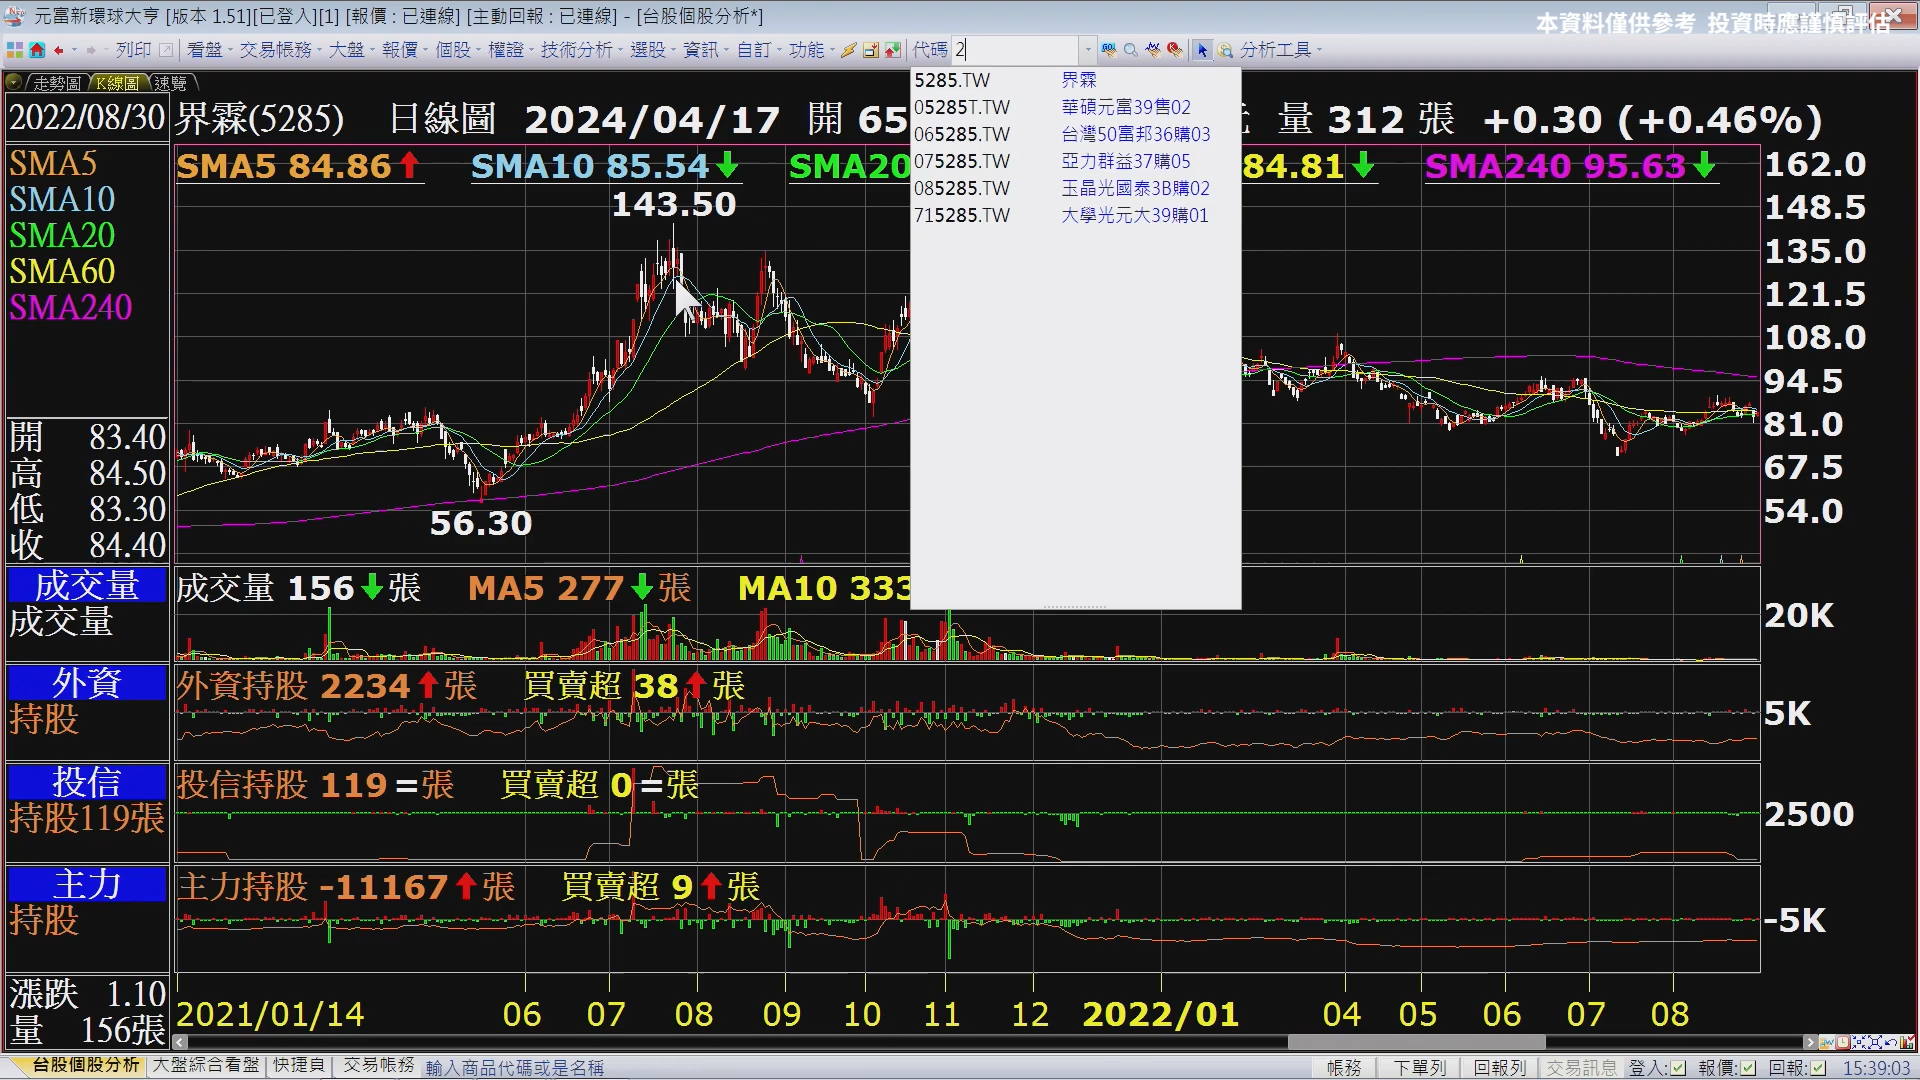 元富新環球大亨 [版本 1.51][已登入][1] [報價 : 已連線] [主動回報 : 已連線] - [台股個股分析*]
本資料僅供參考 投資時應謹慎評估
列印 看盤 交易帳務 大盤 報價 個股 權證 技術分析 選股 資訊 自訂 功能 代碼 2 分析工具
走勢圖 K線圖 速覽
5285.TW 界霖
05285T.TW 華碩元富39售02
065285.TW 台灣50富邦36購03
075285.TW 亞力群益37購05
085285.TW 玉晶光國泰3B購02
715285.TW 大學光元大39購01
2022/08/30 界霖(5285) 日線圖 2024/04/17 開 65 量 312 張 +0.30 (+0.46%)
SMA5 84.86 SMA10 85.54 SMA20 84.81 SMA240 95.63
SMA5
SMA10
SMA20
SMA60
SMA240
143.50
56.30
162.0
148.5
135.0
121.5
108.0
94.5
81.0
67.5
54.0
開 83.40
高 84.50
低 83.30
收 84.40
成交量
成交量
成交量 156 張 MA5 277 張 MA10 333
20K
外資
持股
外資持股 2234 張 買賣超 38 張
5K
投信
持股119張
投信持股 119 =張 買賣超 0 =張
2500
主力
持股
主力持股 -11167 張 買賣超 9 張
-5K
漲跌 1.10
量 156張
2021/01/14 06 07 08 09 10 11 12 2022/01 04 05 06 07 08
台股個股分析 大盤綜合看盤 快捷頁 交易帳務 輸入商品代碼或是名稱 帳務 下單列 回報列 交易訊息 登入: 報價: 回報: 15:39:03